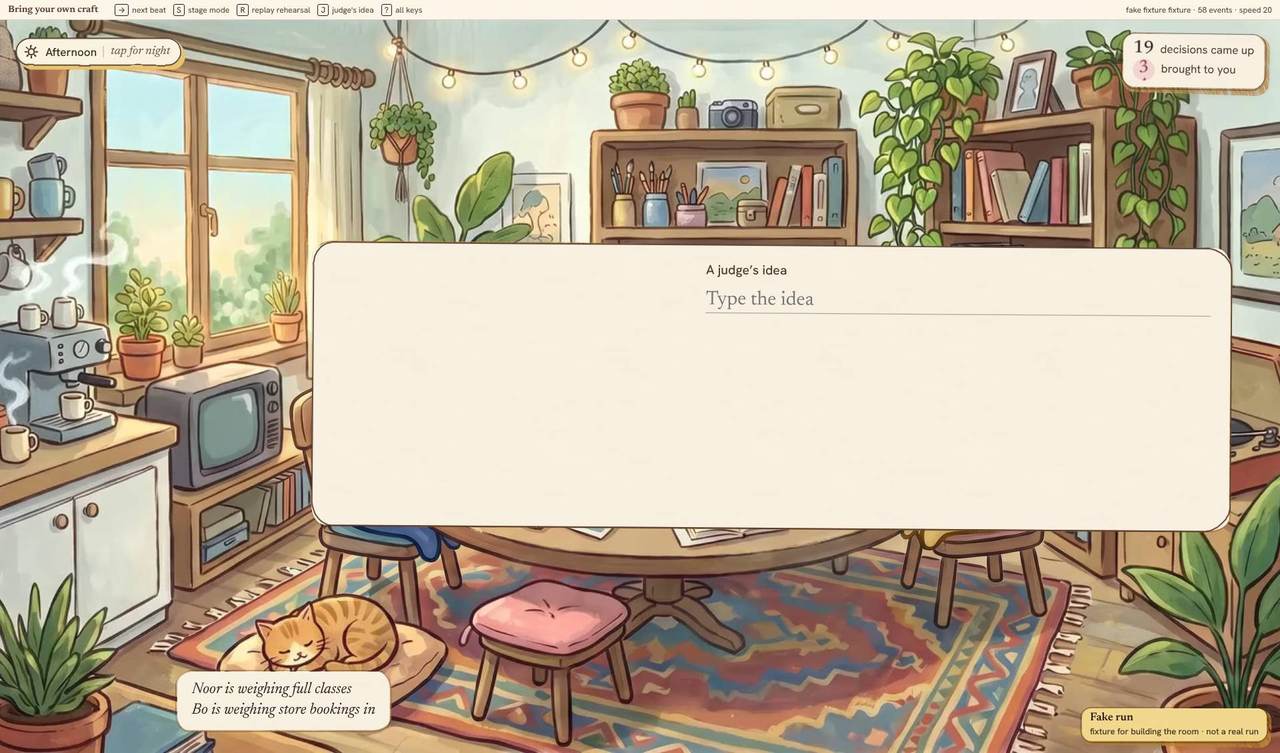 Bring your own craft
→ next beat S stage mode R replay rehearsal J judge's idea ? all keys
fake fixture fixture · 58 events · speed 20
Afternoon | tap for night
19 decisions came up
3 brought to you
A judge’s idea
Type the idea
Noor is weighing full classes
Bo is weighing store bookings in
Fake run
fixture for building the room · not a real run